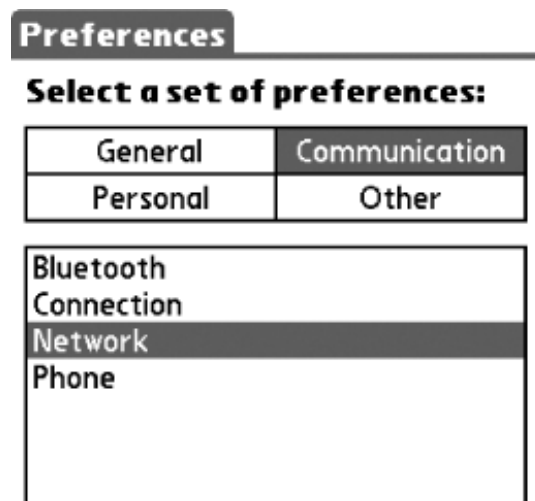 Preferences
Select a set of preferences:
General Communication
Personal Other
Bluetooth
Connection
Network
Phone